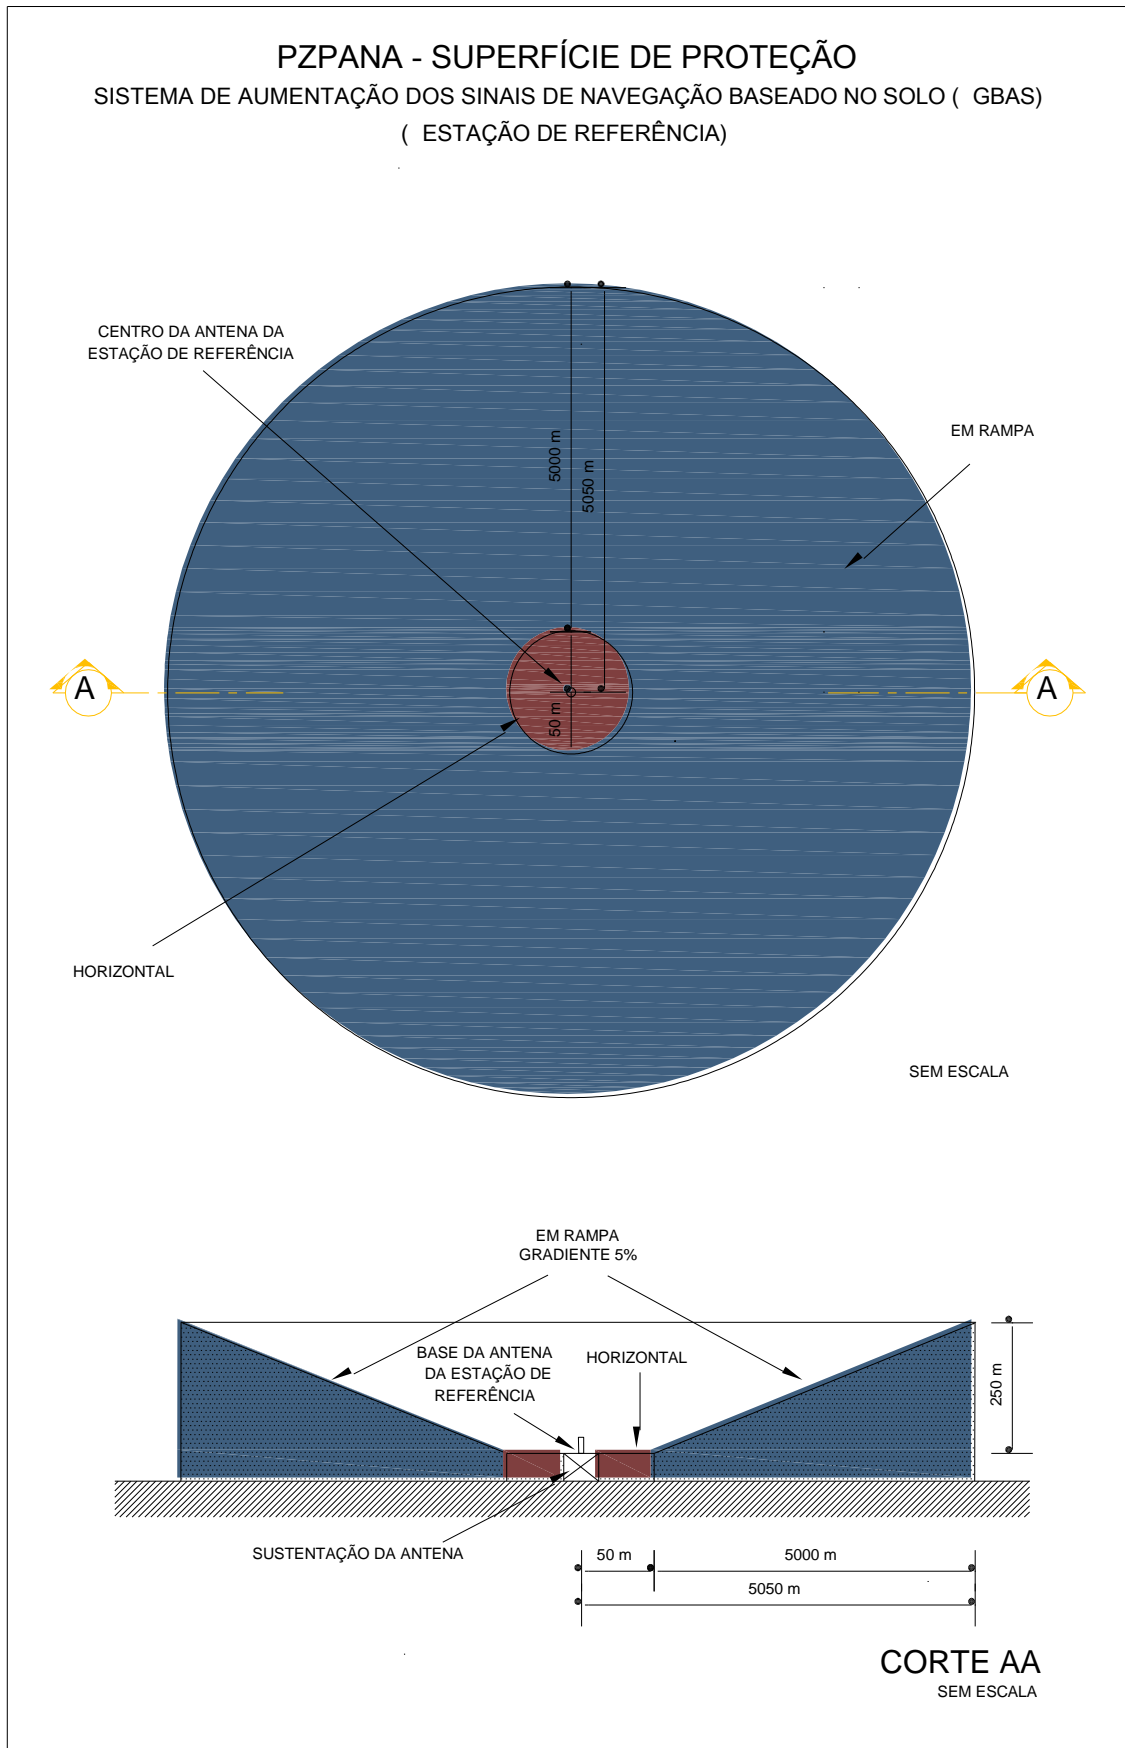 PZPANA - SUPERFÍCIE DE PROTEÇÃO
SISTEMA DE AUMENTAÇÃO DOS SINAIS DE NAVEGAÇÃO BASEADO NO SOLO ( GBAS)
( ESTAÇÃO DE REFERÊNCIA)
CENTRO DA ANTENA DA
ESTAÇÃO DE REFERÊNCIA
EM RAMPA
5000 m
5050 m
A
A
50 m
HORIZONTAL
SEM ESCALA
EM RAMPA
GRADIENTE 5%
BASE DA ANTENA
DA ESTAÇÃO DE
REFERÊNCIA
HORIZONTAL
250 m
SUSTENTAÇÃO DA ANTENA
50 m
5000 m
5050 m
CORTE AA
SEM ESCALA